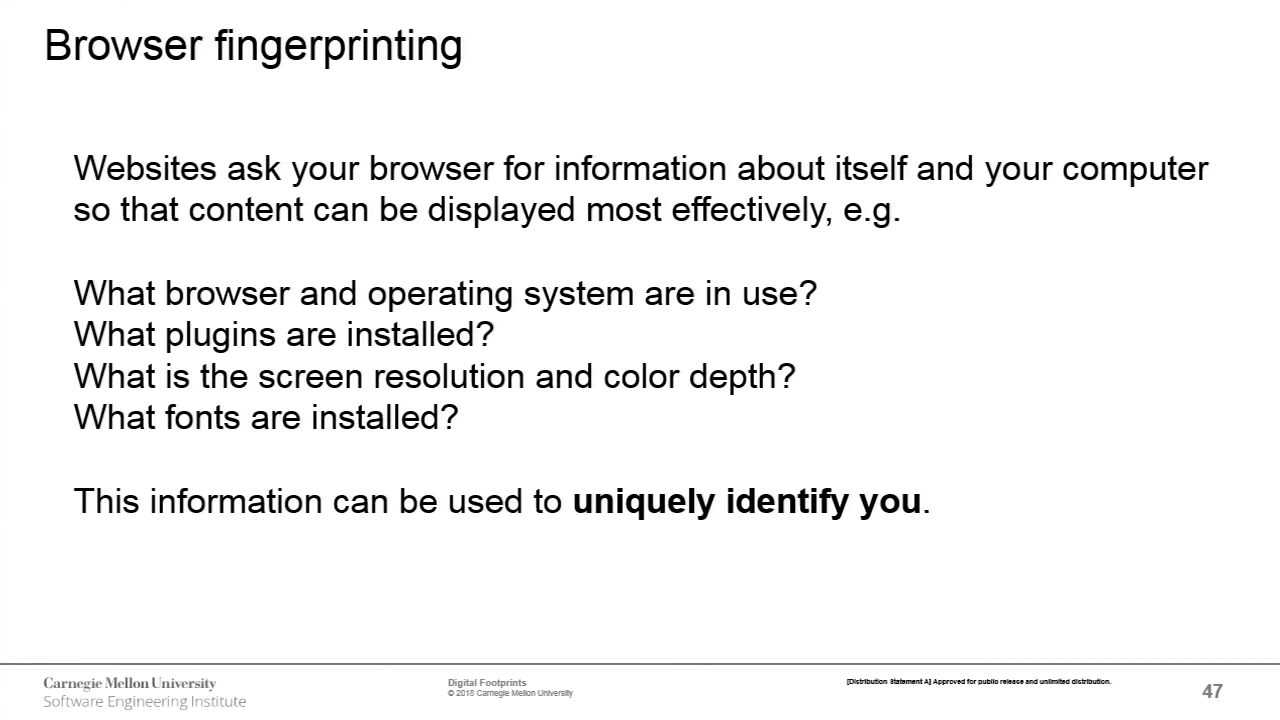 Browser fingerprinting
Websites ask your browser for information about itself and your computer
so that content can be displayed most effectively, e.g.
What browser and operating system are in use?
What plugins are installed?
What is the screen resolution and color depth?
What fonts are installed?
This information can be used to uniquely identify you.
Carnegie Mellon University
Software Engineering Institute
Digital Footprints
© 2018 Carnegie Mellon University
[Distribution Statement A] Approved for public release and unlimited distribution.
47